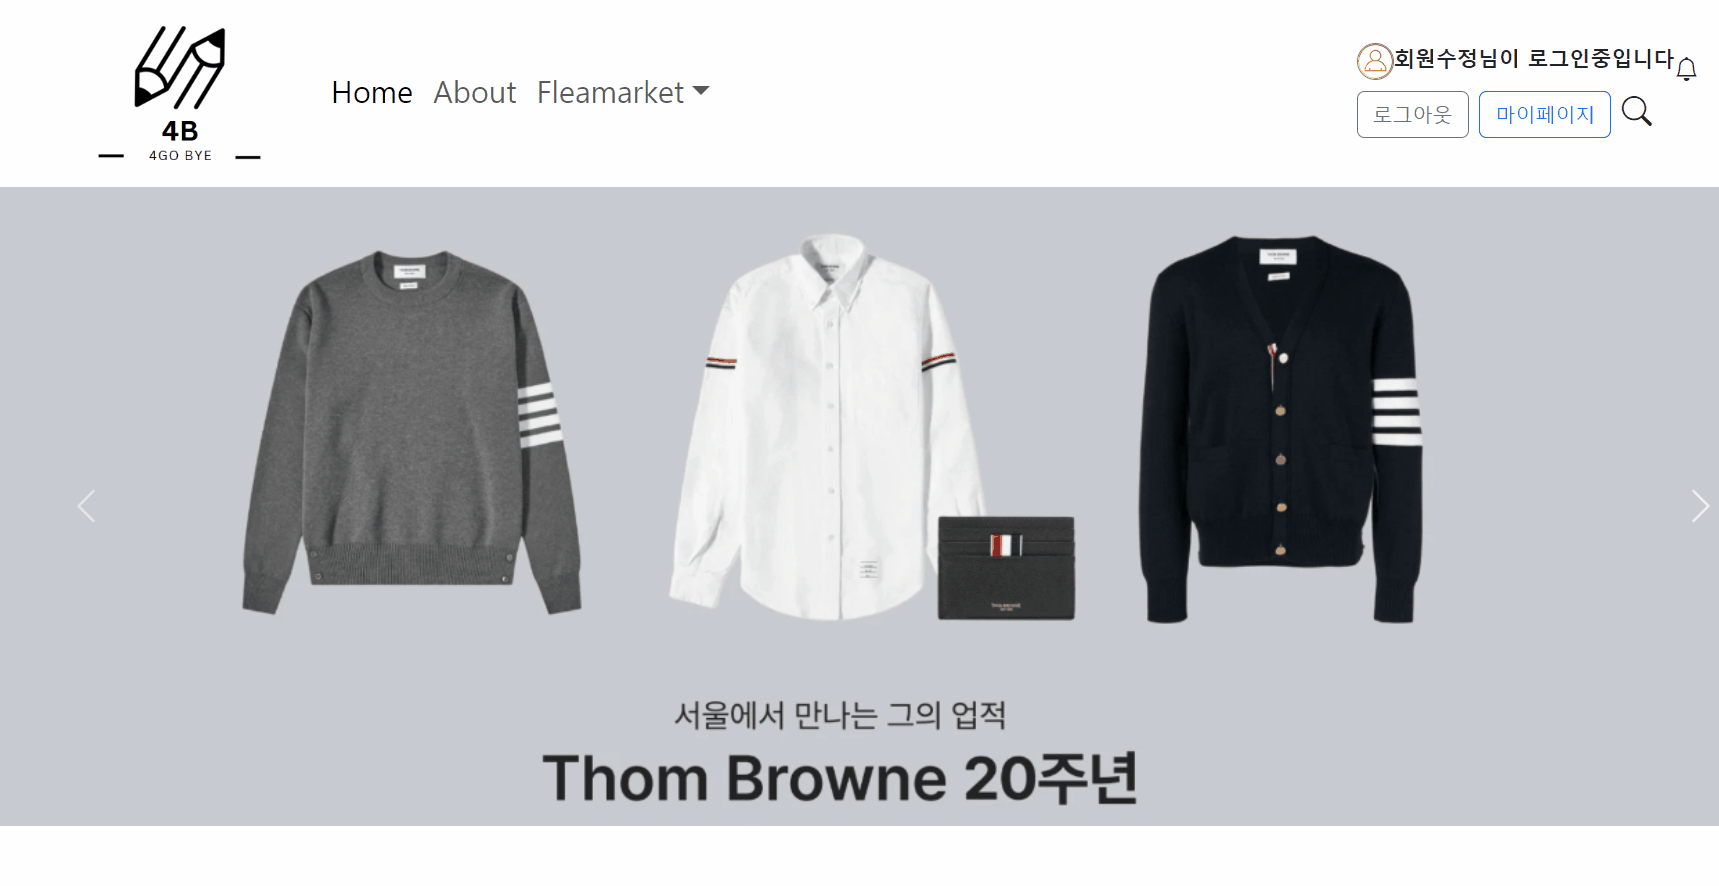 4B
4GO BYE
Home About Fleamarket
회원수정님이 로그인중입니다
로그아웃 마이페이지
THOM BROWNE
서울에서 만나는 그의 업적
Thom Browne 20주년